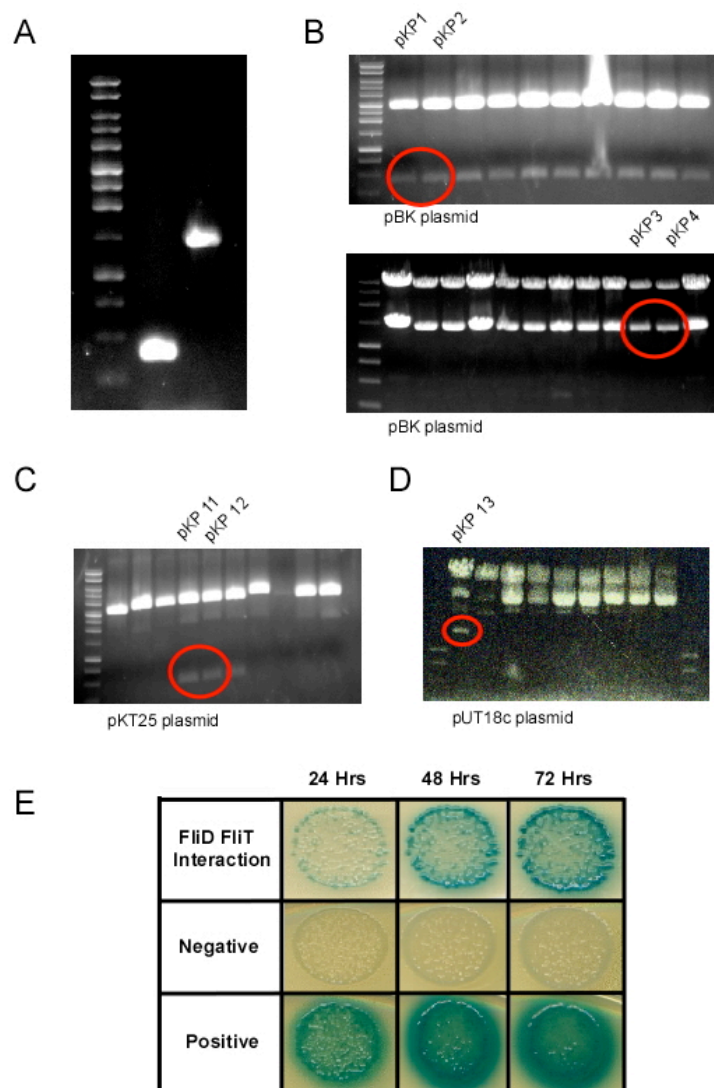 A
B
pKP1
pKP2
pBK plasmid
pKP3
pKP4
pBK plasmid
C
pKP 11
pKP 12
pKT25 plasmid
D
pKP 13
pUT18c plasmid
E
24 Hrs 48 Hrs 72 Hrs
FliD FliT
Interaction
Negative
Positive